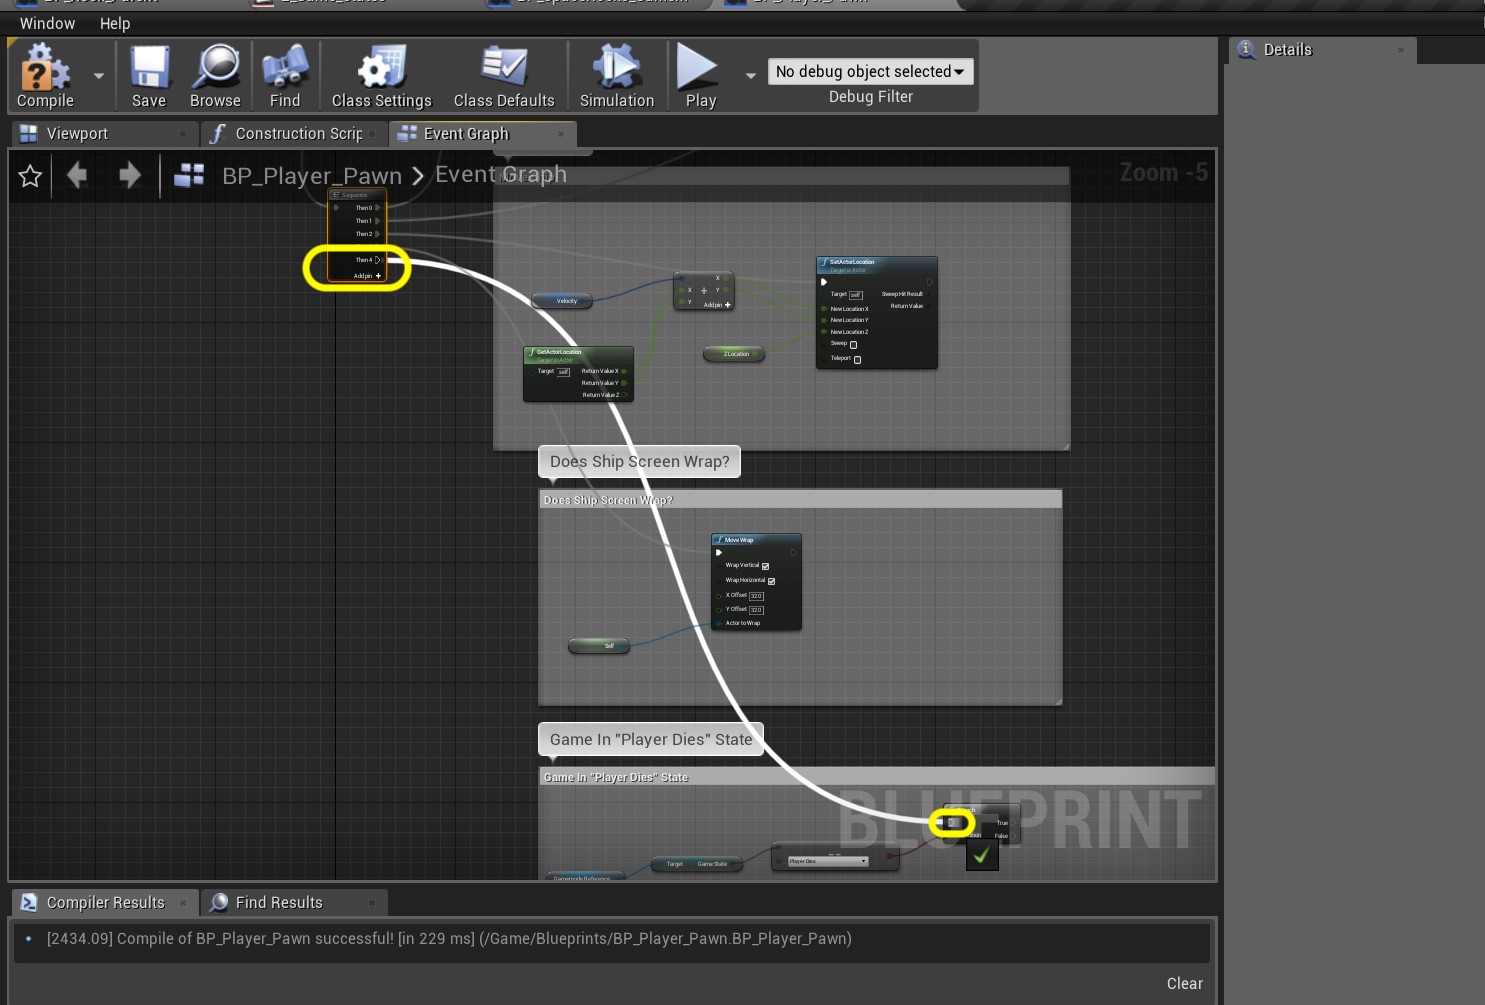 Window Help
Compile
Save
Browse
Find
Class Settings
Class Defaults
Simulation
Play
No debug object selected
Debug Filter
Details
Viewport
Construction Scrip
Event Graph
BP_Player_Pawn > Event Graph
Zoom -5
Sequence
Then 0
Then 1
Then 2
Then 4
Add pin +
Velocity
X
X Y
Y
Add pin +
SetActorLocation
Target is Actor
Target self
Sweep Hit Result
Return Value
New Location X
New Location Y
New Location Z
Sweep
Teleport
Z Location
GetActorLocation
Target is Actor
Target self
Return Value X
Return Value Y
Return Value Z
Does Ship Screen Wrap?
Does Ship Screen Wrap?
Move Wrap
Wrap Vertical
Wrap Horizontal
X Offset 32.0
Y Offset 32.0
Actor to Wrap
Self
Game In "Player Dies" State
Game In "Player Dies" State
BLUEPRINT
True
False
Target Game State
Player Dies
Gamemode Reference
Compiler Results
Find Results
[2434.09] Compile of BP_Player_Pawn successful! [in 229 ms] (/Game/Blueprints/BP_Player_Pawn.BP_Player_Pawn)
Clear